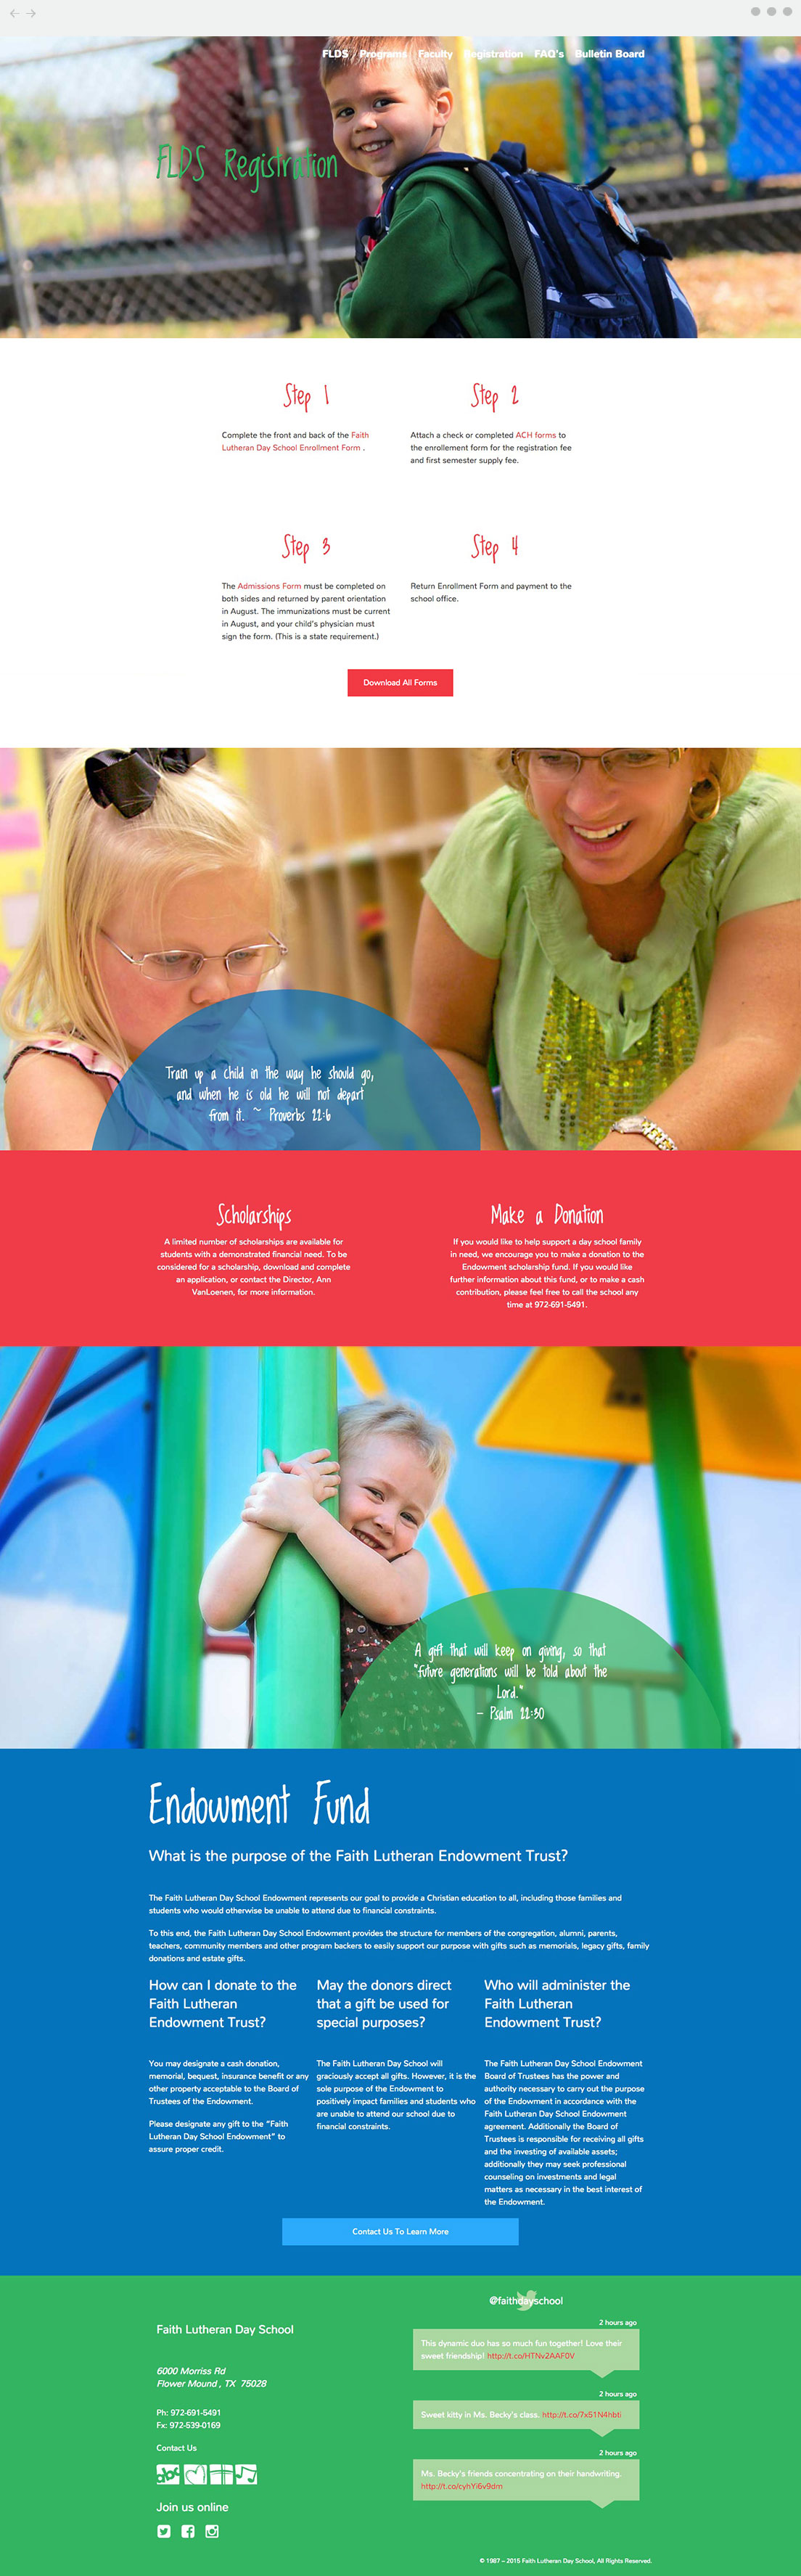 FLDS Programs Faculty Registration FAQ's Bulletin Board
FLDS Registration
Step 1
Complete the front and back of the Faith
Lutheran Day School Enrollment Form .
Step 2
Attach a check or completed ACH forms to
the enrollement form for the registration fee
and first semester supply fee.
Step 3
The Admissions Form must be completed on
both sides and returned by parent orientation
in August. The immunizations must be current
in August, and your child's physician must
sign the form. (This is a state requirement.)
Step 4
Return Enrollment Form and payment to the
school office.
Download All Forms
Train up a child in the way he should go,
and when he is old he will not depart
from it. ~ Proverbs 22:6
Scholarships
A limited number of scholarships are available for
students with a demonstrated financial need. To be
considered for a scholarship, download and complete
an application, or contact the Director, Ann
VanLoenen, for more information.
Make a Donation
If you would like to help support a day school family
in need, we encourage you to make a donation to the
Endowment scholarship fund. If you would like
further information about this fund, or to make a cash
contribution, please feel free to call the school any
time at 972-691-5491.
A gift that will keep on giving, so that
"future generations will be told about the
Lord."
– Psalm 22:30
Endowment Fund
What is the purpose of the Faith Lutheran Endowment Trust?
The Faith Lutheran Day School Endowment represents our goal to provide a Christian education to all, including those families and
students who would otherwise be unable to attend due to financial constraints.
To this end, the Faith Lutheran Day School Endowment provides the structure for members of the congregation, alumni, parents,
teachers, community members and other program backers to easily support our purpose with gifts such as memorials, legacy gifts, family
donations and estate gifts.
How can I donate to the
Faith Lutheran
Endowment Trust?
You may designate a cash donation,
memorial, bequest, insurance benefit or any
other property acceptable to the Board of
Trustees of the Endowment.
Please designate any gift to the "Faith
Lutheran Day School Endowment" to
assure proper credit.
May the donors direct
that a gift be used for
special purposes?
The Faith Lutheran Day School will
graciously accept all gifts. However, it is the
sole purpose of the Endowment to
positively impact families and students who
are unable to attend our school due to
financial constraints.
Who will administer the
Faith Lutheran
Endowment Trust?
The Faith Lutheran Day School Endowment
Board of Trustees has the power and
authority necessary to carry out the purpose
of the Endowment in accordance with the
Faith Lutheran Day School Endowment
agreement. Additionally the Board of
Trustees is responsible for receiving all gifts
and the investing of available assets;
additionally they may seek professional
counseling on investments and legal
matters as necessary in the best interest of
the Endowment.
Contact Us To Learn More
Faith Lutheran Day School
6000 Morriss Rd
Flower Mound , TX 75028
Ph: 972-691-5491
Fx: 972-539-0169
Contact Us
abc
Join us online
@faithdayschool
2 hours ago
This dynamic duo has so much fun together! Love their
sweet friendship! http://t.co/HTNv2AAF0V
2 hours ago
Sweet kitty in Ms. Becky's class. http://t.co/7x51N4hbti
2 hours ago
Ms. Becky's friends concentrating on their handwriting.
http://t.co/cyhYi6v9dm
© 1987 – 2015 Faith Lutheran Day School, All Rights Reserved.